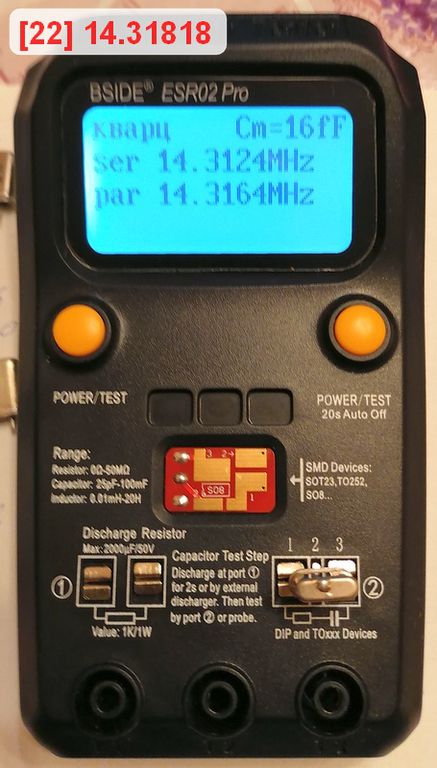 [22] 14.31818
BSIDE® ESR02 Pro
кварц Cm=16fF
ser 14.3124MHz
par 14.3164MHz
POWER/TEST
POWER/TEST
20s Auto Off
Range:
Resistor: 0Ω-50MΩ
Capacitor: 25pF-100mF
Inductor: 0.01mH-20H
3 2
SO8
1
SMD Devices:
SOT23,TO252,
SO8...
Discharge Resistor
Max: 2000μF/50V
①
Value: 1K/1W
Capacitor Test Step
Discharge at port ①
for 2s or by external
discharger. Then test
by port ② or probe.
1 2 3
②
DIP and TOxxx Devices